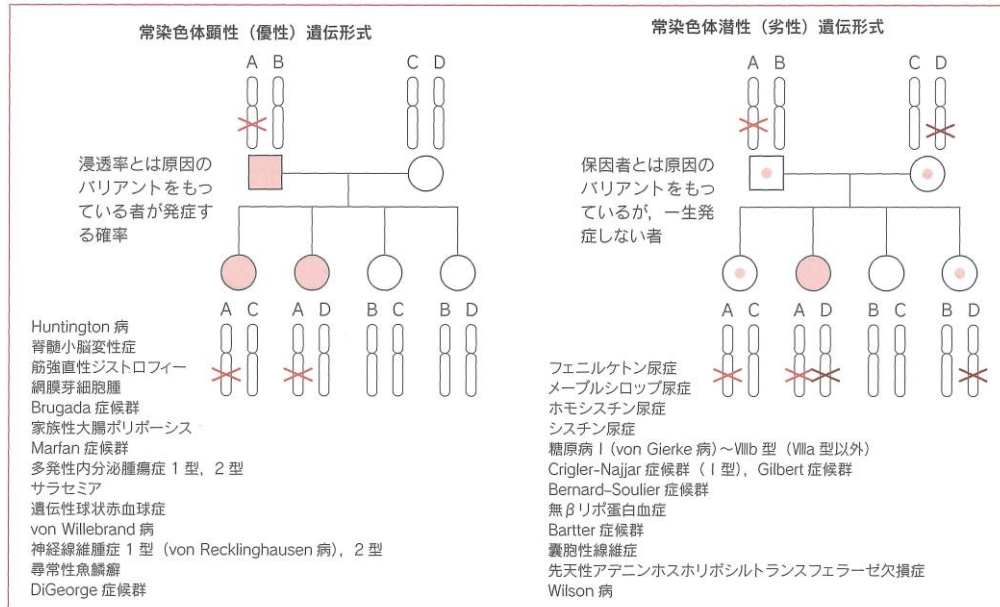 常染色体顕性（優性）遺伝形式
A B
C D
浸透率とは原因の
バリアントをもっ
ている者が発症す
る確率
A C
A D
B C
B D
Huntington 病
脊髄小脳変性症
筋強直性ジストロフィー
網膜芽細胞腫
Brugada 症候群
家族性大腸ポリポーシス
Marfan 症候群
多発性内分泌腫瘍症 1 型，2 型
サラセミア
遺伝性球状赤血球症
von Willebrand 病
神経線維腫症 1 型（von Recklinghausen 病），2 型
尋常性魚鱗癬
DiGeorge 症候群
常染色体潜性（劣性）遺伝形式
A B
C D
保因者とは原因の
バリアントをもっ
ているが，一生発
症しない者
A C
A D
B C
B D
フェニルケトン尿症
メープルシロップ尿症
ホモシスチン尿症
シスチン尿症
糖原病Ⅰ（von Gierke 病）～Ⅷb 型（Ⅷa 型以外）
Crigler-Najjar 症候群（Ⅰ型），Gilbert 症候群
Bernard–Soulier 症候群
無βリポ蛋白血症
Bartter 症候群
囊胞性線維症
先天性アデニンホスホリボシルトランスフェラーゼ欠損症
Wilson 病